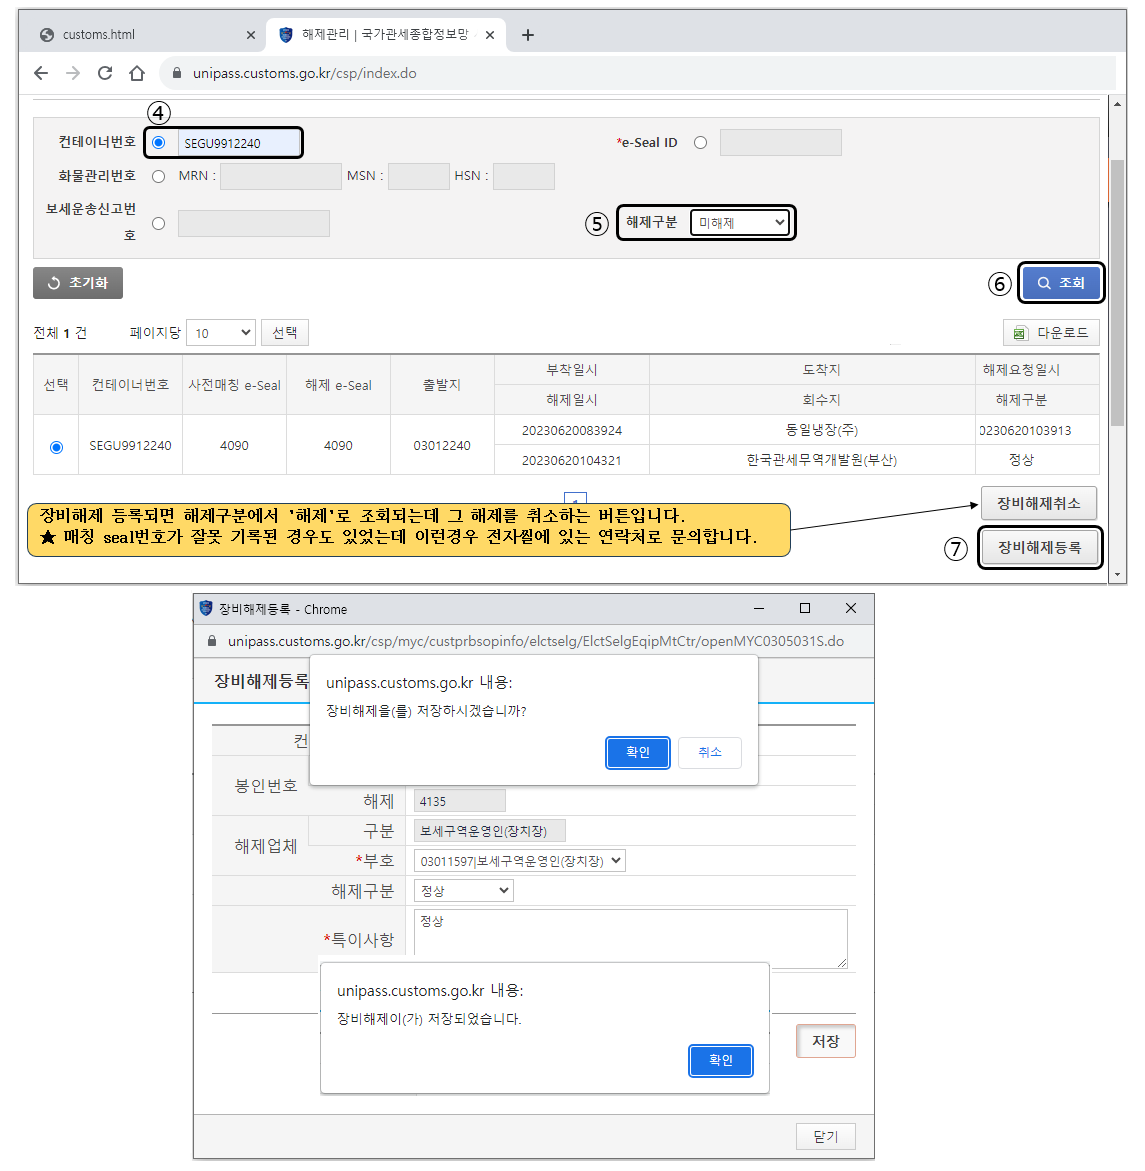 customs.html
해제관리 | 국가관세종합정보망
unipass.customs.go.kr/csp/index.do
④
컨테이너번호 SEGU9912240 *e-Seal ID
화물관리번호 MRN : MSN : HSN :
보세운송신고번
호
⑤ 해제구분 미해제
초기화 ⑥ 조회
전체 1 건 페이지당 10 선택 다운로드
선택 컨테이너번호 사전매칭 e-Seal 해제 e-Seal 출발지 부착일시 도착지 해제요청일시
해제일시 회수지 해제구분
SEGU9912240 4090 4090 03012240 20230620083924 동일냉장(주) 0230620103913
20230620104321 한국관세무역개발원(부산) 정상
장비해제취소
장비해제 등록되면 해제구분에서 '해제'로 조회되는데 그 해제를 취소하는 버튼입니다.
★ 매칭 seal번호가 잘못 기록된 경우도 있었는데 이런경우 전자씰에 있는 연락처로 문의합니다.
⑦ 장비해제등록
장비해제등록 - Chrome
unipass.customs.go.kr/csp/myc/custprbsopinfo/elctselg/ElctSelgEqipMtCtr/openMYC0305031S.do
장비해제등록
unipass.customs.go.kr 내용:
장비해제을(를) 저장하시겠습니까?
확인 취소
컨
봉인번호
해제 4135
해제업체 구분 보세구역운영인(장치장)
*부호 03011597|보세구역운영인(장치장)
해제구분 정상
*특이사항 정상
unipass.customs.go.kr 내용:
장비해제이(가) 저장되었습니다.
확인
저장
닫기